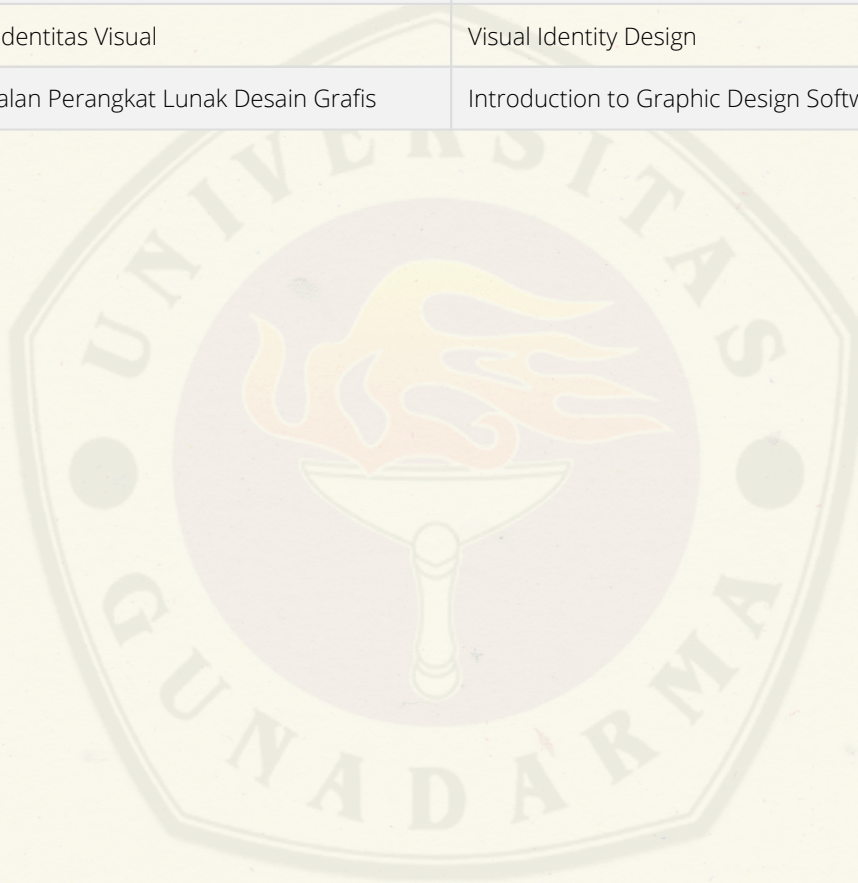 dentitas Visual
Visual Identity Design
alan Perangkat Lunak Desain Grafis
Introduction to Graphic Design Softw
UNIVERSITAS
GUNADARMA